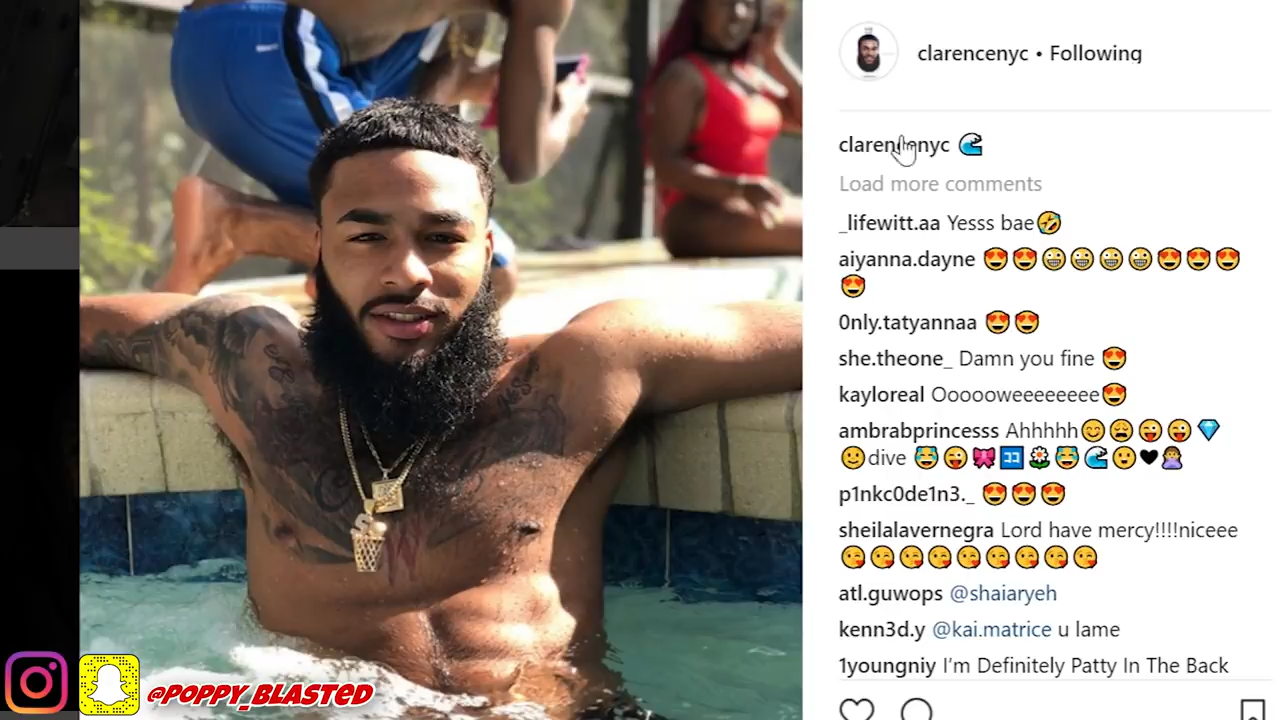 clarencenyc • Following
clarencenyc 🌊
Load more comments
_lifewitt.aa Yesss bae🤣
aiyanna.dayne 😍😍😬😬😬😬😍😍😍
😍
0nly.tatyannaa 😍😍
she.theone_ Damn you fine 😍
kayloreal Oooooweeeeeeee😍
ambrabprincesss Ahhhhh😊😩😜😜💎
🙂dive 😂😜🎀🈁🌼😂🌊😮🖤🙇
p1nkc0de1n3._ 😍😍😍
sheilalavernegra Lord have mercy!!!!niceee
😘😘😘😘😘😘😘😘😘
atl.guwops @shaiaryeh
kenn3d.y @kai.matrice u lame
1youngniy I'm Definitely Patty In The Back
@POPPY_BLASTED